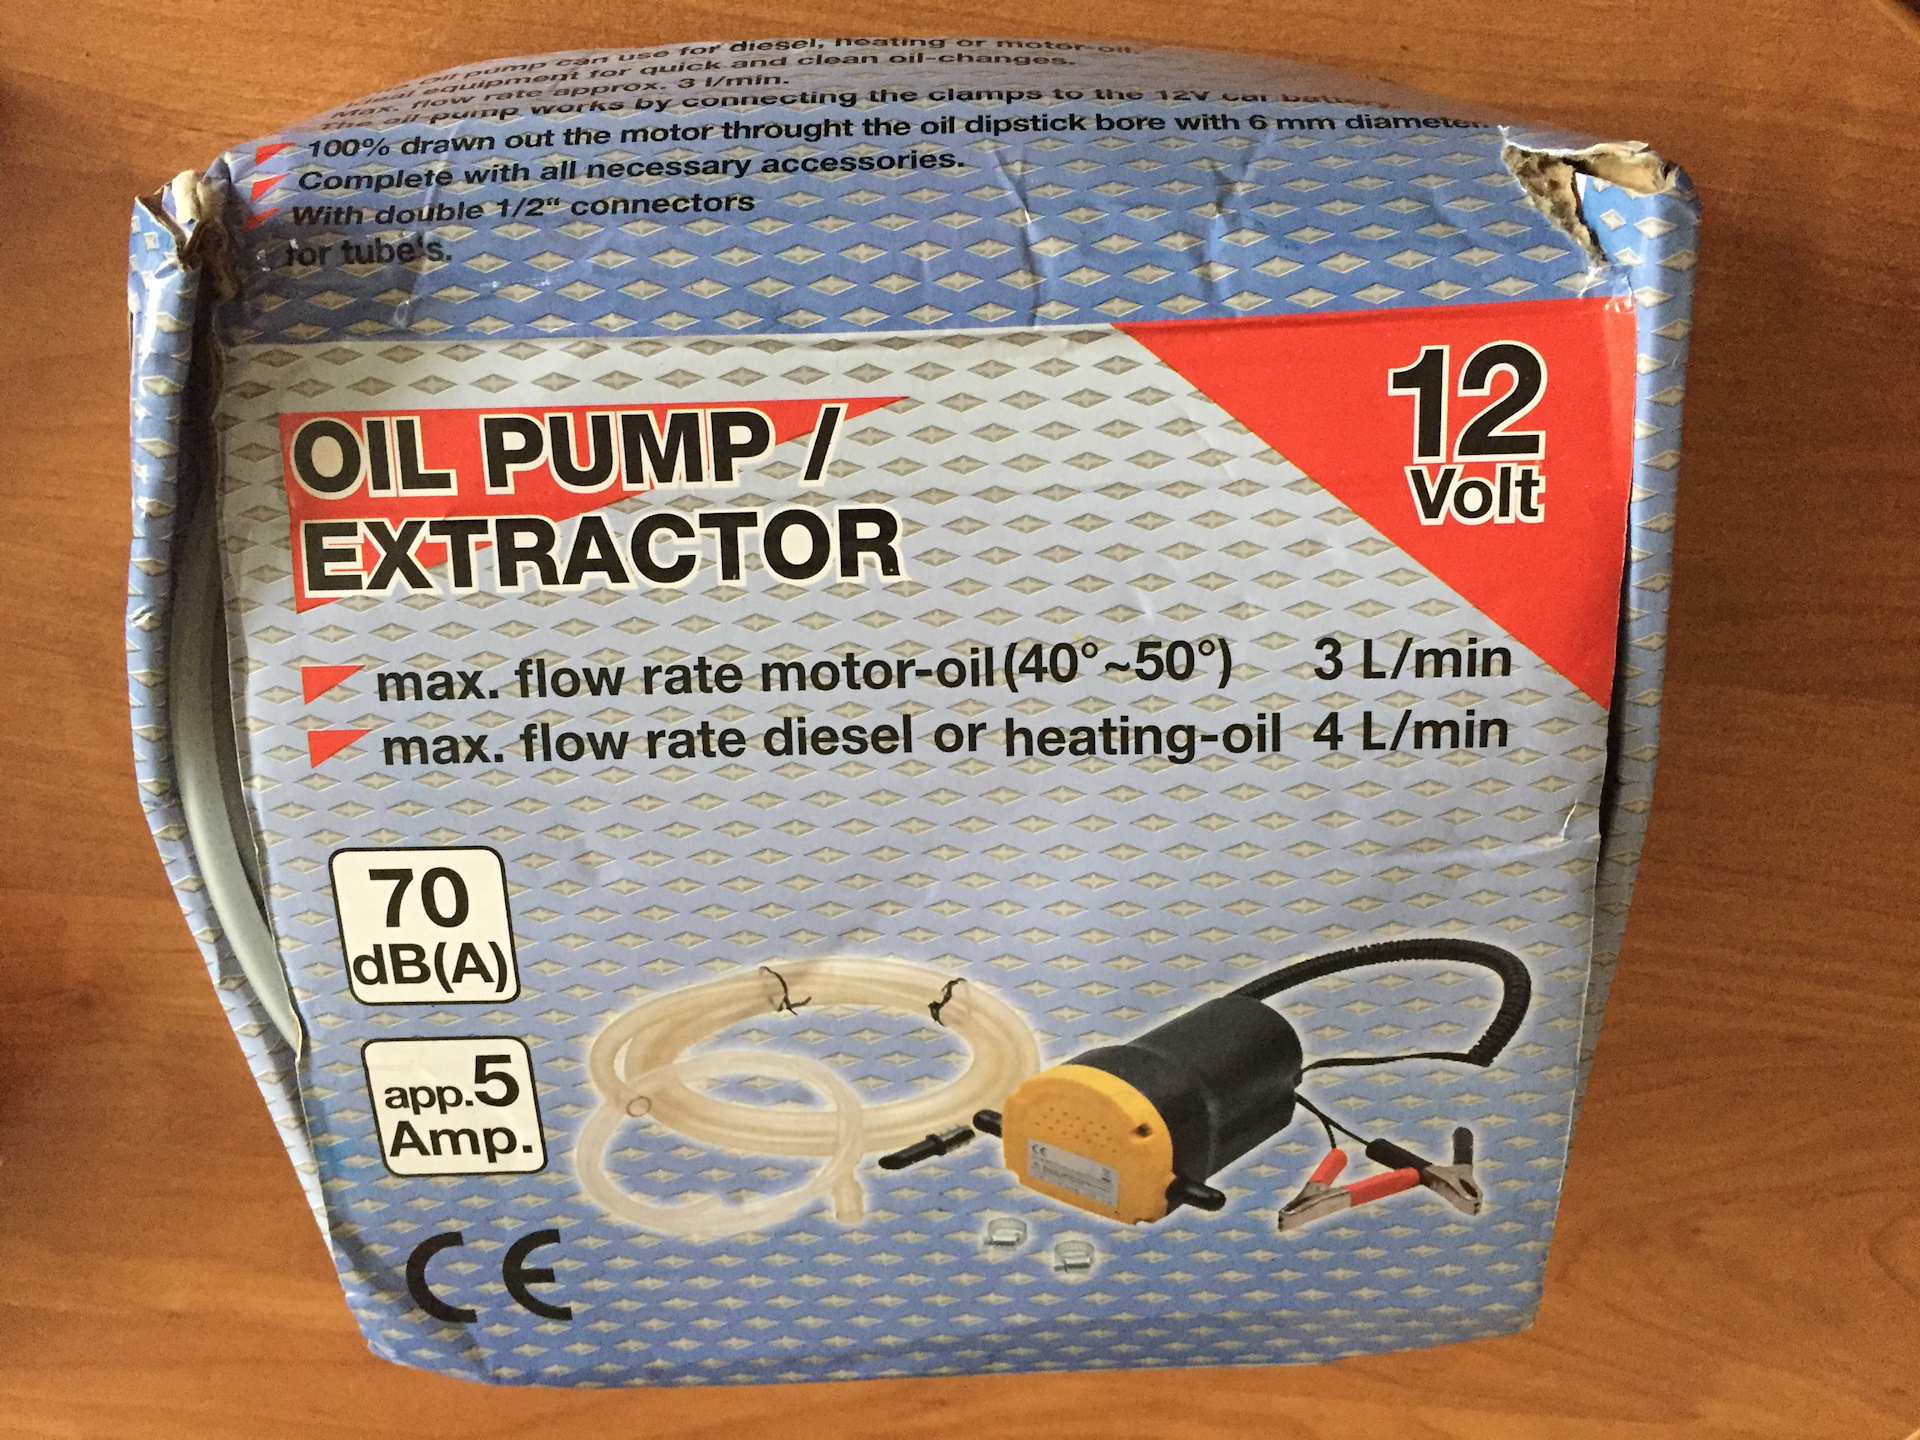 Oil pump can use for diesel, heating or motor-oil.
equipment for quick and clean oil-changes.
Max. flow rate approx. 3 l/min.
The oil pump works by connecting the clamps to the 12V car battery.
100% drawn out the motor throught the oil dipstick bore with 6 mm diameter
Complete with all necessary accessories.
With double 1/2" connectors
for tube's.
12
Volt
OIL PUMP /
EXTRACTOR
max. flow rate motor-oil (40°~50°) 3 L/min
max. flow rate diesel or heating-oil 4 L/min
70
dB(A)
app.5
Amp.
CE